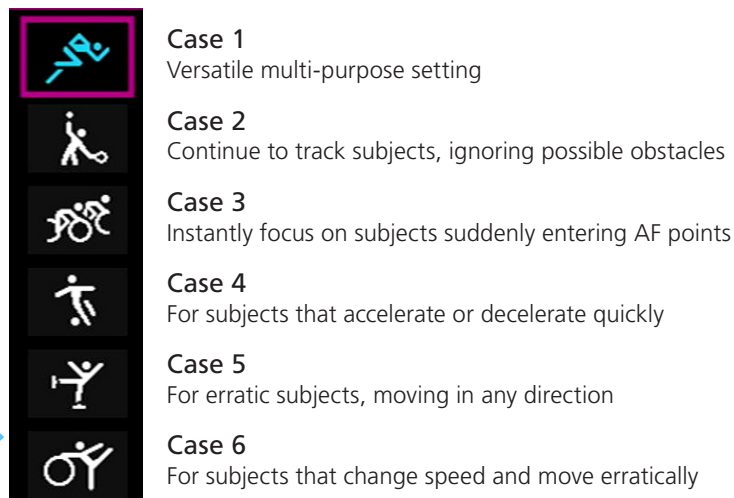 Case 1
Versatile multi-purpose setting
Case 2
Continue to track subjects, ignoring possible obstacles
Case 3
Instantly focus on subjects suddenly entering AF points
Case 4
For subjects that accelerate or decelerate quickly
Case 5
For erratic subjects, moving in any direction
Case 6
For subjects that change speed and move erratically